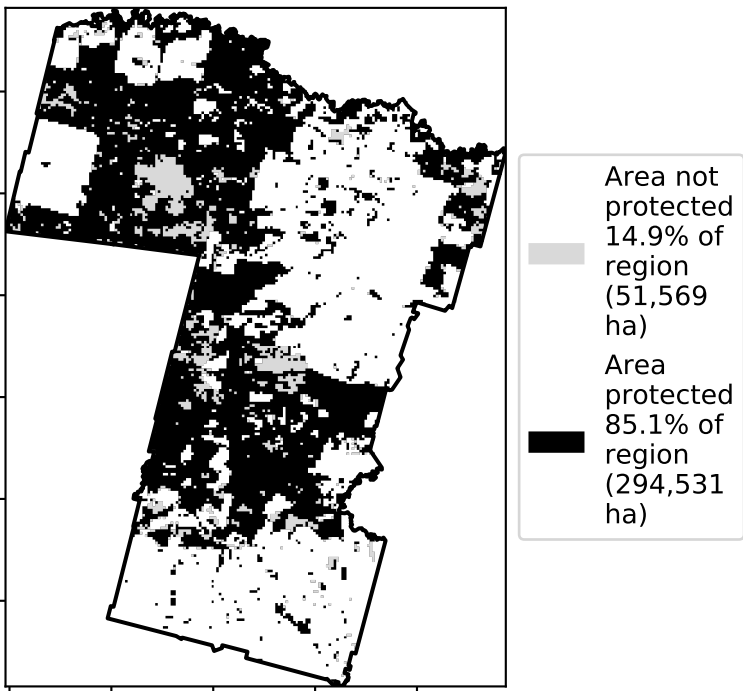 Area not
protected
14.9% of
region
(51,569
ha)
Area
protected
85.1% of
region
(294,531
ha)